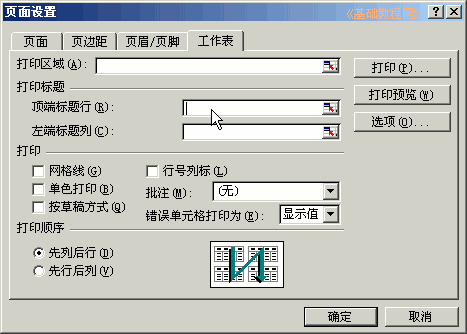 页面设置
《基础教程》
页面 页边距 页眉/页脚 工作表
打印区域(A):
打印(P)...
打印标题
打印预览(W)
顶端标题行(R):
选项(O)...
左端标题列(C):
打印
网格线(G) 行号列标(L)
单色打印(B) 批注(M): (无)
按草稿方式(Q) 错误单元格打印为(E): 显示值
打印顺序
先列后行(D)
先行后列(V)
确定 取消